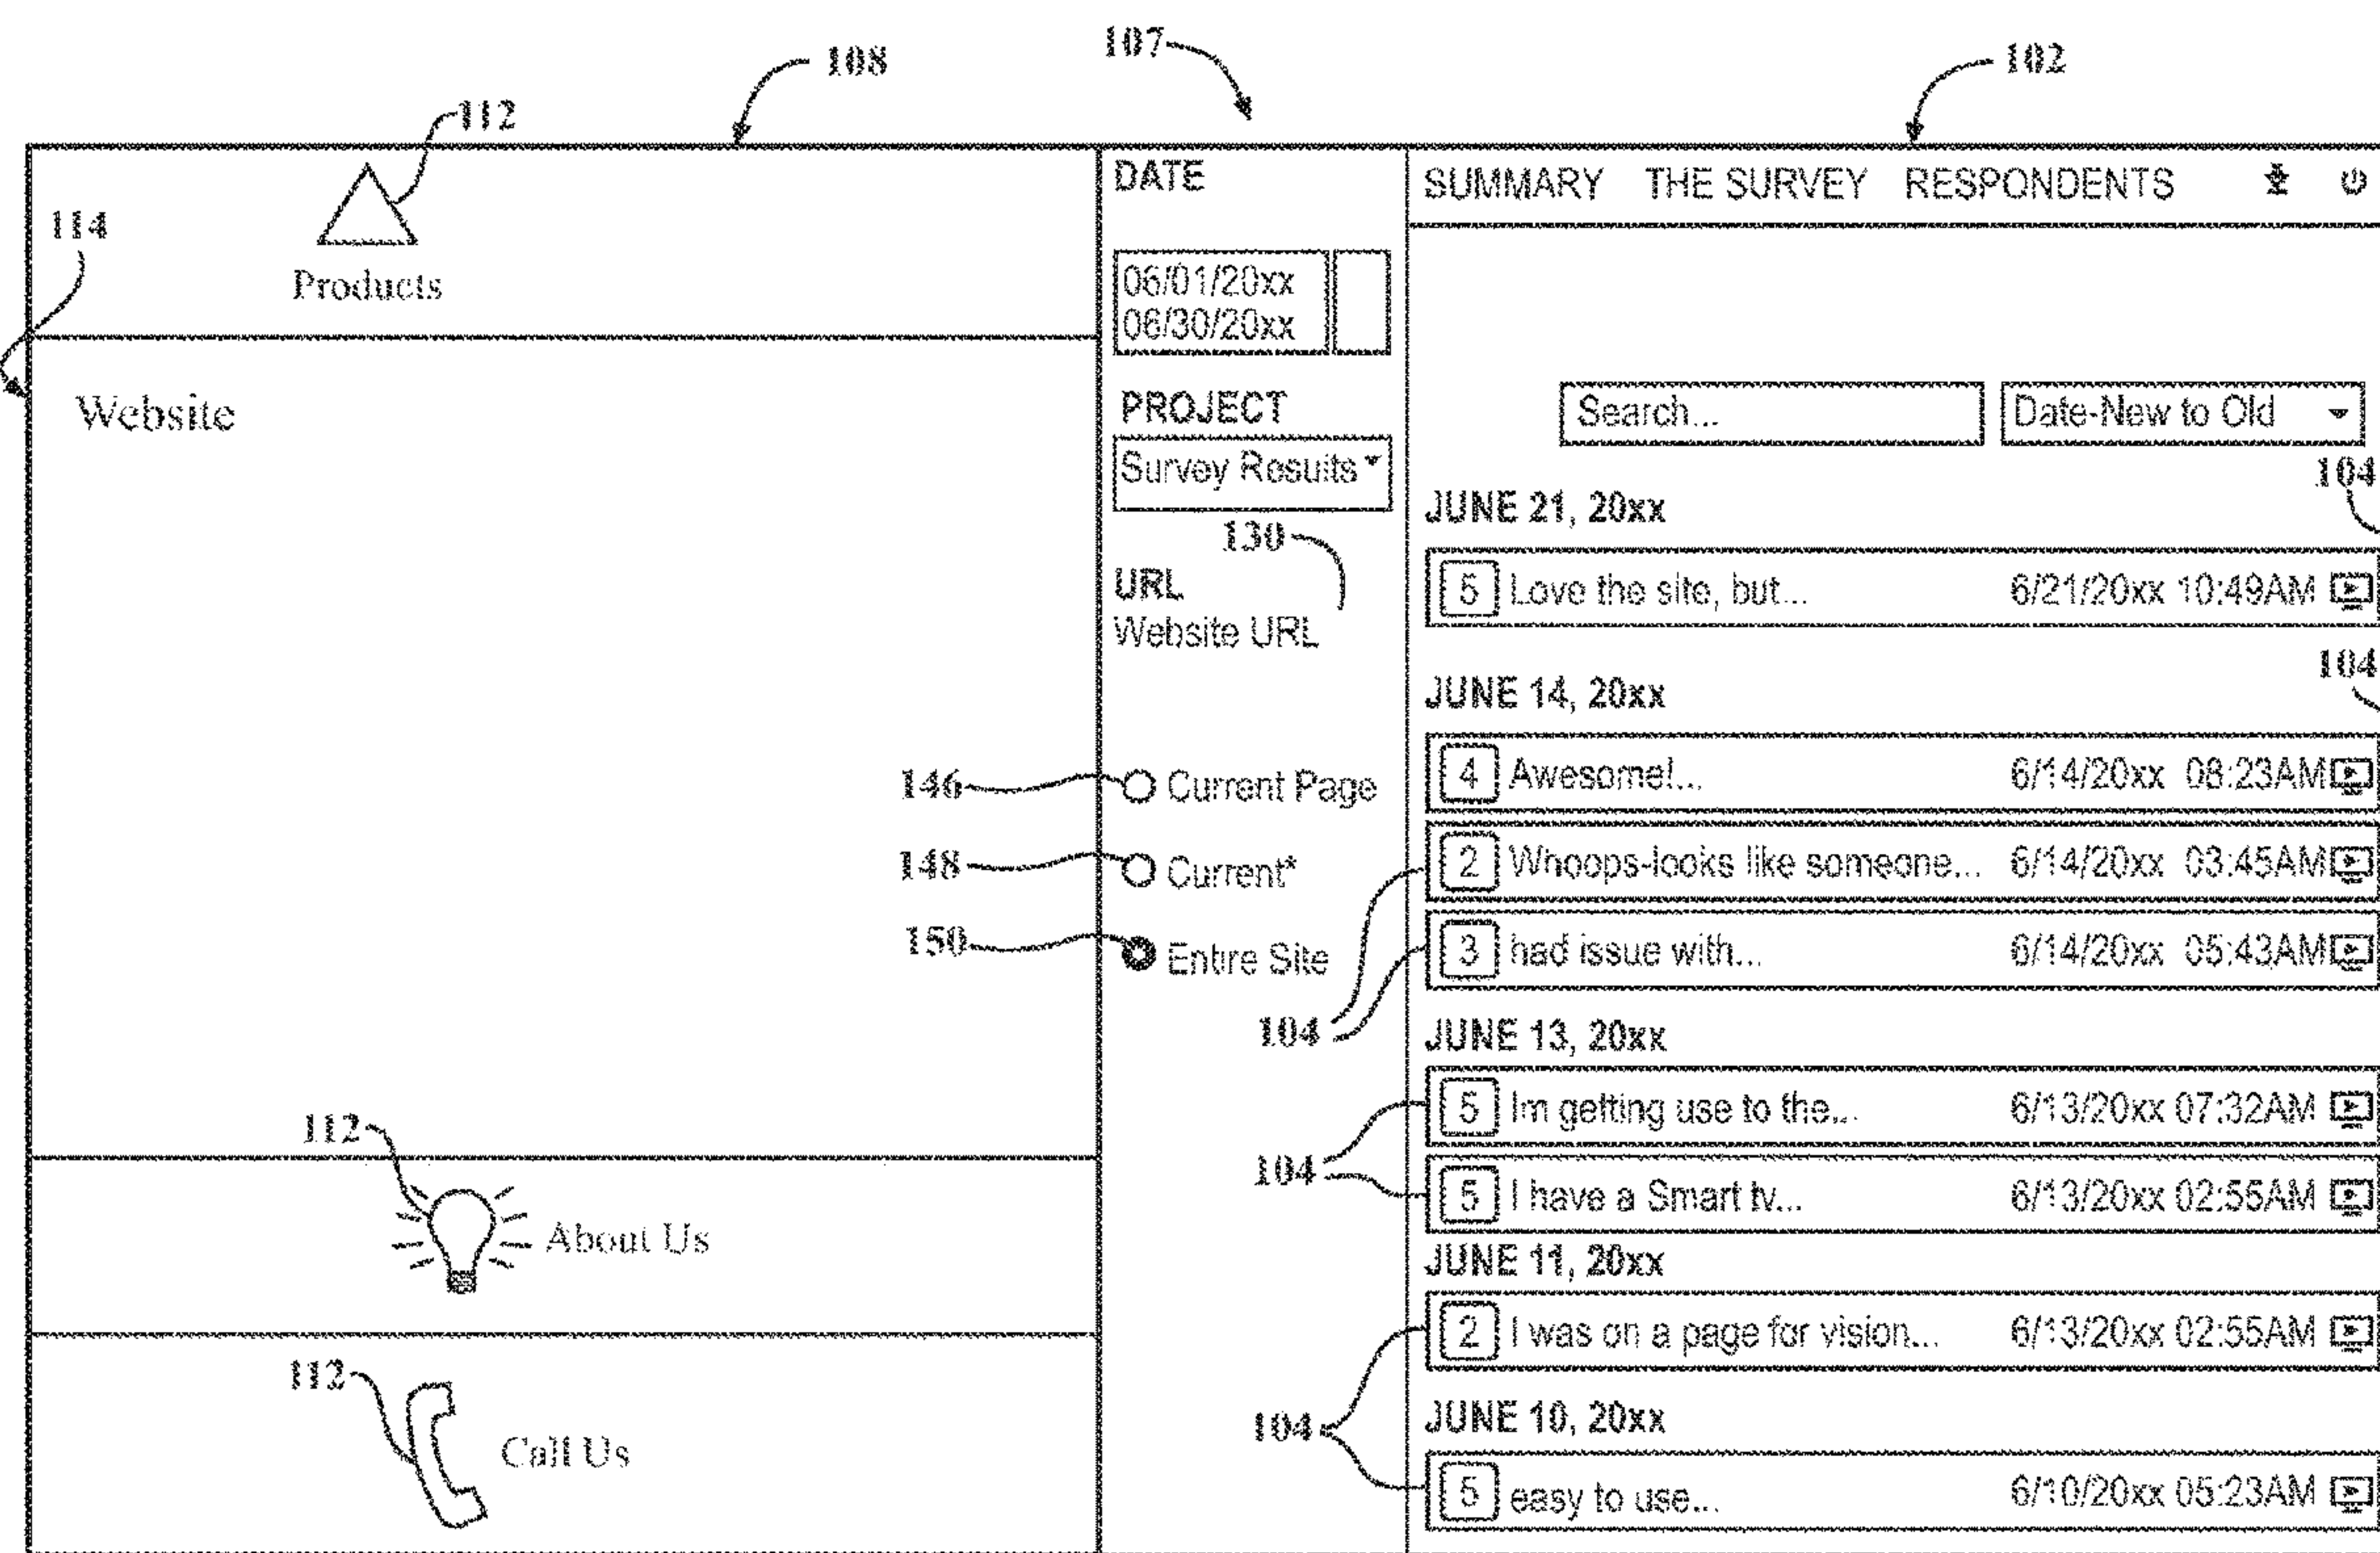 108
107
102
112
114
Products
Website
112
About Us
112
Call Us
DATE
06/01/20xx
06/30/20xx
PROJECT
Survey Results
130
URL
Website URL
146 Current Page
148 Current*
150 Entire Site
SUMMARY THE SURVEY RESPONDENTS
Search... Date-New to Old
104
JUNE 21, 20xx
5 Love the site, but... 6/21/20xx 10:49AM
104
JUNE 14, 20xx
4 Awesome!... 6/14/20xx 08:23AM
2 Whoops-looks like someone... 6/14/20xx 03:45AM
3 had issue with... 6/14/20xx 05:43AM
104
JUNE 13, 20xx
5 Im getting use to the... 6/13/20xx 07:32AM
104
5 I have a Smart tv... 6/13/20xx 02:55AM
JUNE 11, 20xx
2 I was on a page for vision... 6/13/20xx 02:55AM
104
JUNE 10, 20xx
5 easy to use... 6/10/20xx 05:23AM